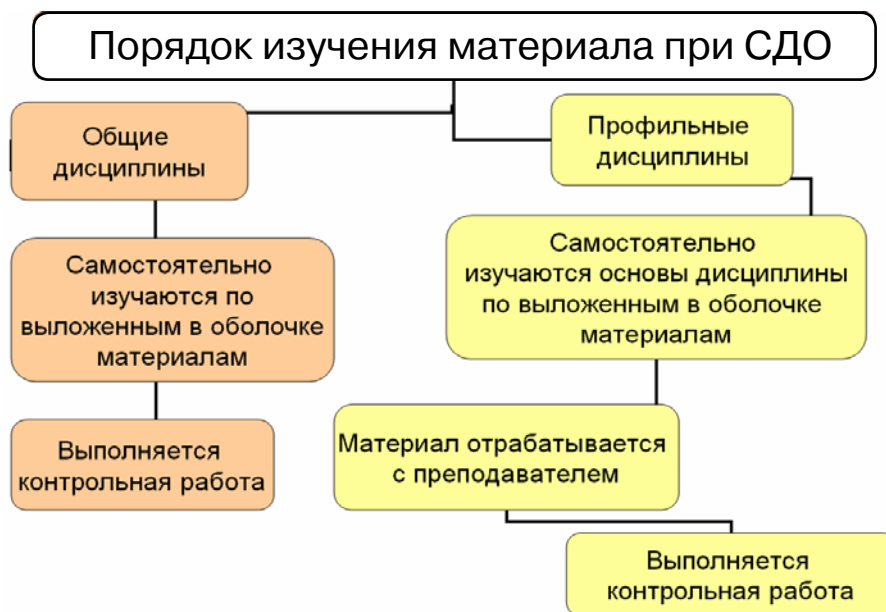 Порядок изучения материала при СДО
Общие
дисциплины
Самостоятельно
изучаются по
выложенным в оболочке
материалам
Выполняется
контрольная работа
Профильные
дисциплины
Самостоятельно
изучаются основы дисциплины
по выложенным в оболочке
материалам
Материал отрабатывается
с преподавателем
Выполняется
контрольная работа